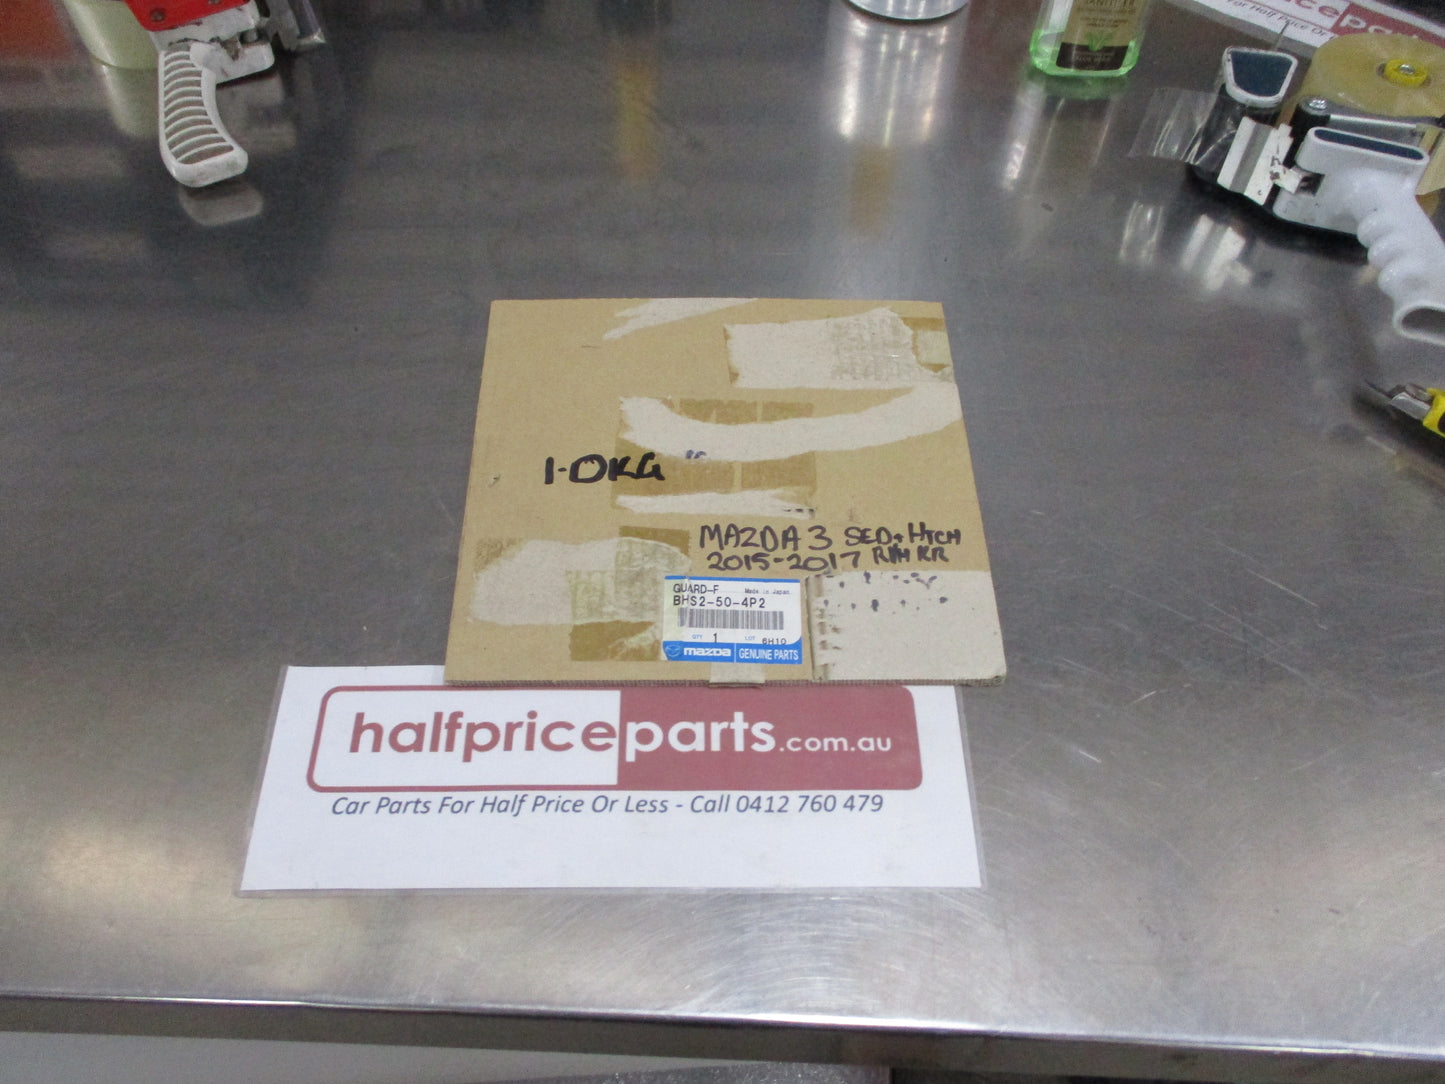 1-0KG
MAZDA 3 SED+HTCH
2015-2017 R/H RR
GUARD-F Made in Japan
BHS2-50-4P2
QTY 1 LOT 6H10
mazda GENUINE PARTS
halfpriceparts.com.au
Car Parts For Half Price Or Less - Call 0412 760 479